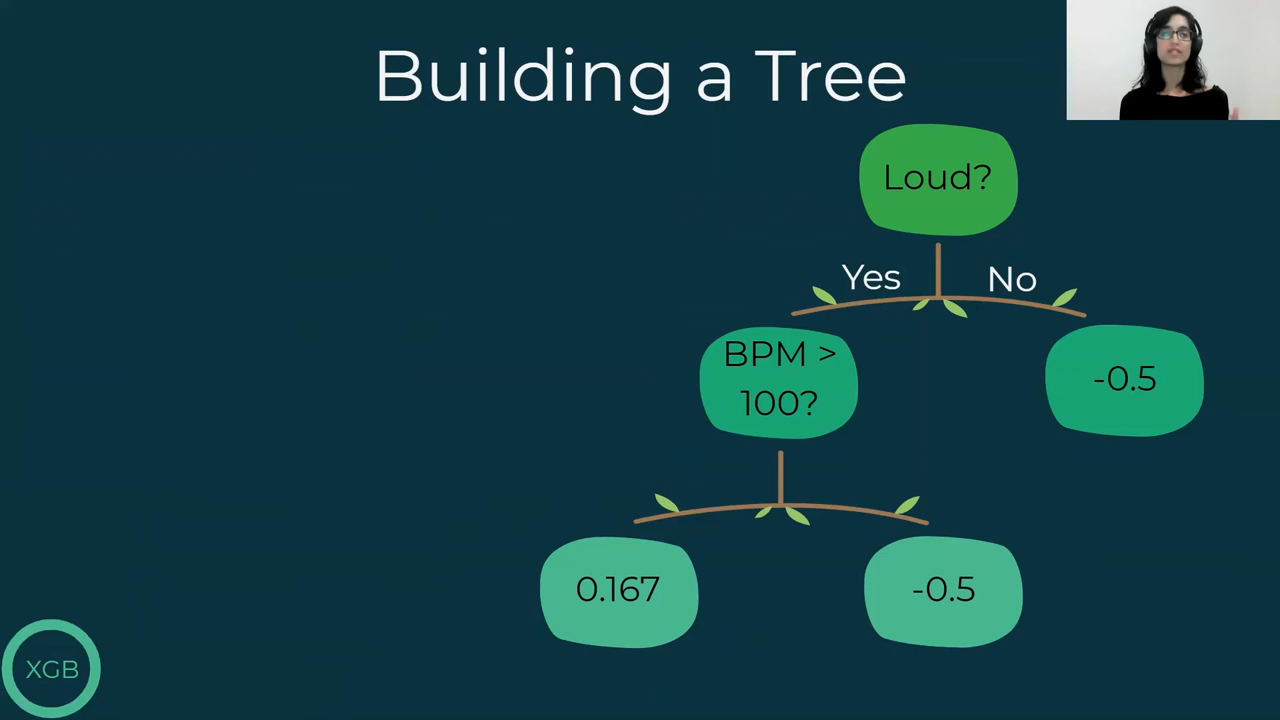 Building a Tree
Loud?
Yes
No
BPM >
100?
-0.5
0.167
-0.5
XGB